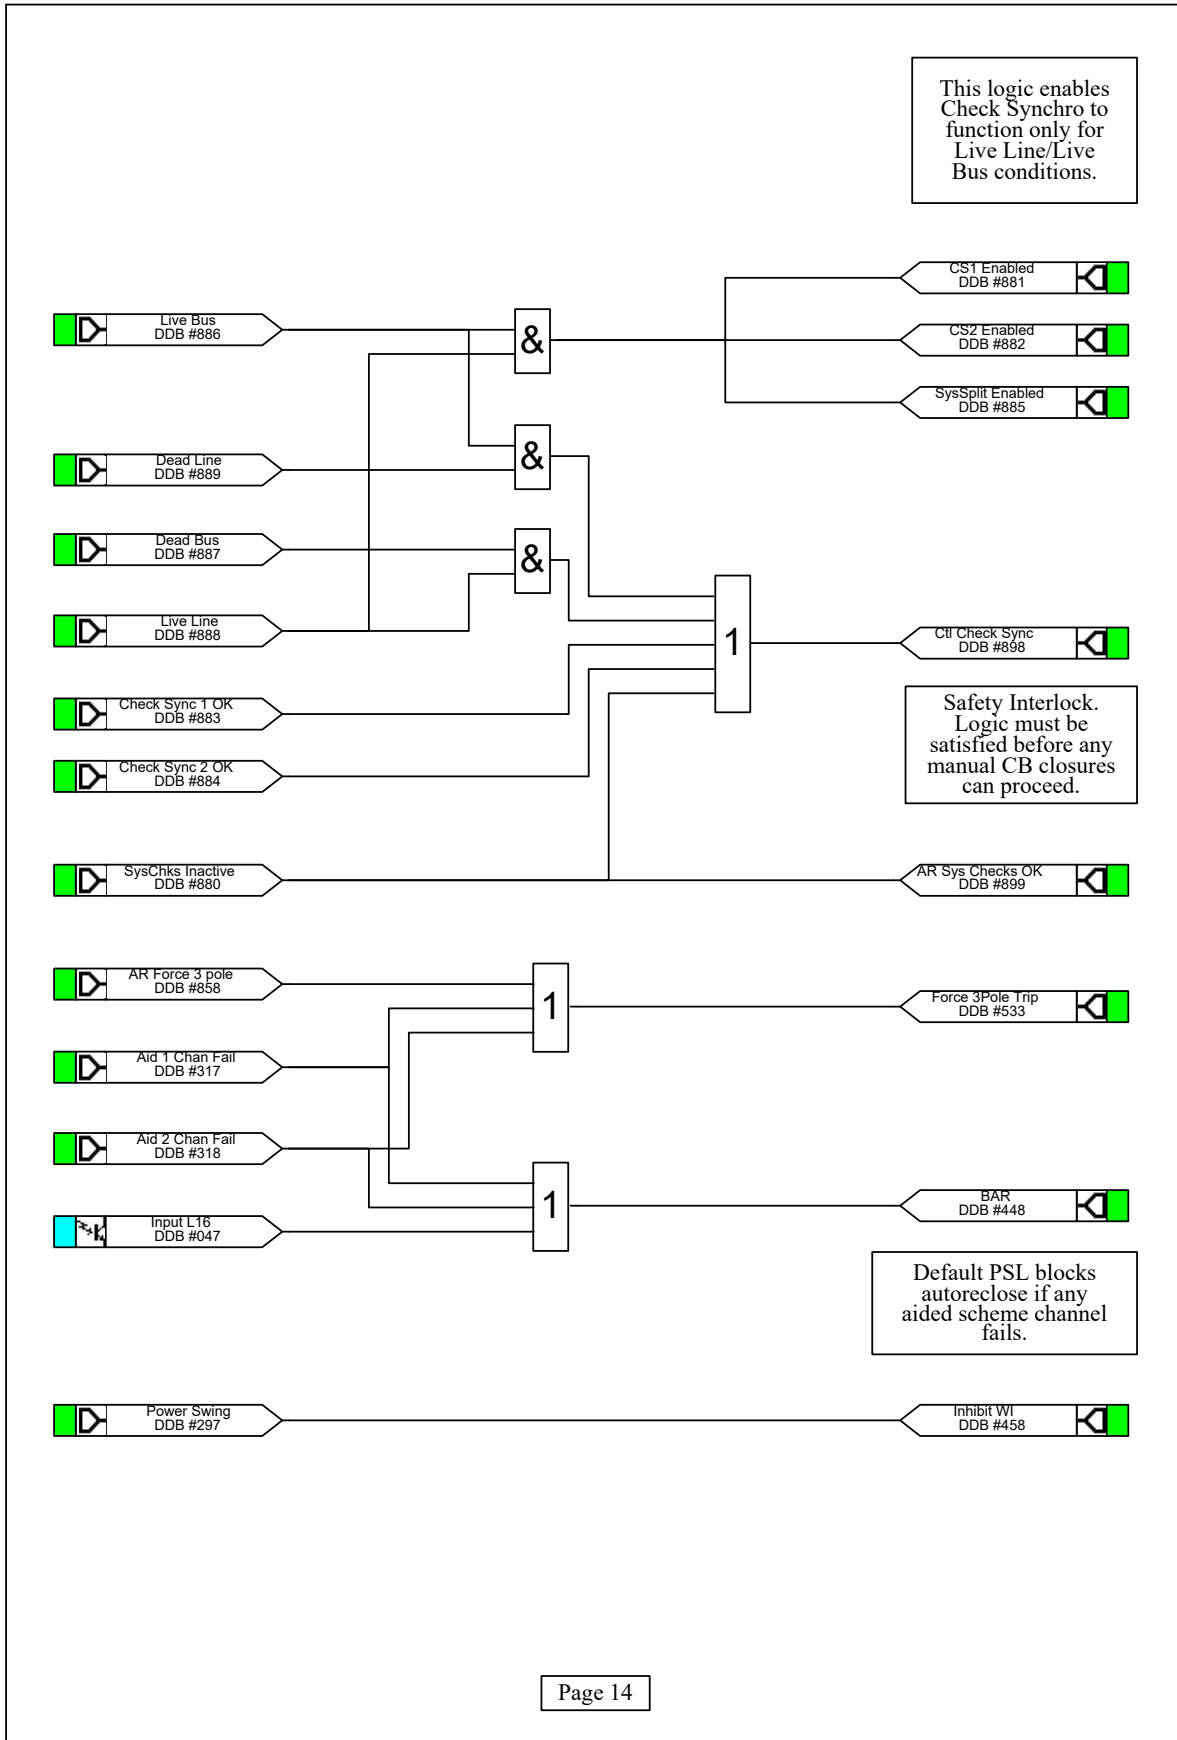 This logic enables
Check Synchro to
function only for
Live Line/Live
Bus conditions.
CS1 Enabled
DDB #881
Live Bus
DDB #886
&
CS2 Enabled
DDB #882
SysSplit Enabled
DDB #885
Dead Line
DDB #889
&
Dead Bus
DDB #887
&
Live Line
DDB #888
1
Ctl Check Sync
DDB #898
Check Sync 1 OK
DDB #883
Safety Interlock.
Logic must be
satisfied before any
manual CB closures
can proceed.
Check Sync 2 OK
DDB #884
SysChks Inactive
DDB #880
AR Sys Checks OK
DDB #899
AR Force 3 pole
DDB #858
1
Force 3Pole Trip
DDB #533
Aid 1 Chan Fail
DDB #317
Aid 2 Chan Fail
DDB #318
1
BAR
DDB #448
Input L16
DDB #047
Default PSL blocks
autoreclose if any
aided scheme channel
fails.
Power Swing
DDB #297
Inhibit WI
DDB #458
Page 14